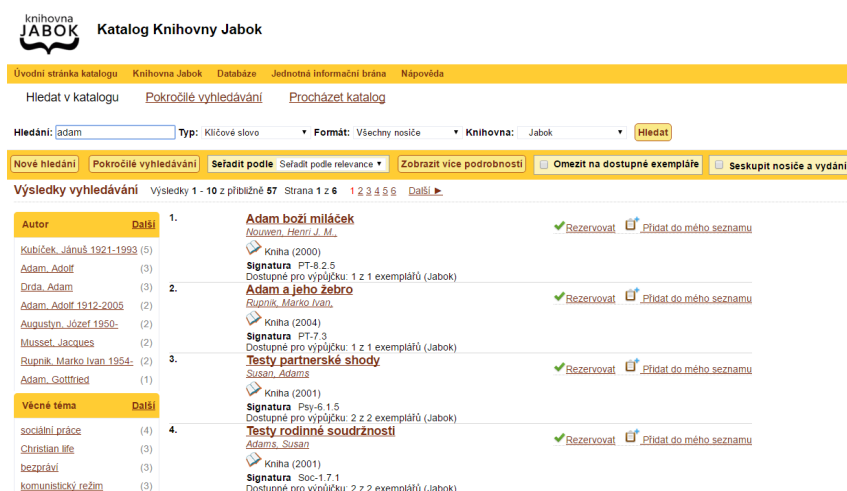 knihovna
JABOK
Katalog Knihovny Jabok
Úvodní stránka katalogu Knihovna Jabok Databáze Jednotná informační brána Nápověda
Hledat v katalogu Pokročilé vyhledávání Procházet katalog
Hledání: adam Typ: Klíčové slovo Formát: Všechny nosiče Knihovna: Jabok Hledat
Nové hledání Pokročilé vyhledávání Seřadit podle Seřadit podle relevance Zobrazit více podrobností Omezit na dostupné exempláře Seskupit nosiče a vydání
Výsledky vyhledávání Výsledky 1 - 10 z přibližně 57 Strana 1 z 6 1 2 3 4 5 6 Další ►
Autor Další
Kubíček, Jánuš 1921-1993 (5)
Adam, Adolf (3)
Drda, Adam (3)
Adam, Adolf 1912-2005 (2)
Augustyn, Józef 1950- (2)
Musset, Jacques (2)
Rupnik, Marko Ivan 1954- (2)
Adam, Gottfried (1)
Věcné téma Další
sociální práce (4)
Christian life (3)
bezpráví (3)
komunistický režim (3)
1. Adam boží miláček
Nouwen, Henri J. M.,
Kniha (2000)
Signatura PT-8.2.5
Dostupné pro výpůjčku: 1 z 1 exemplářů (Jabok)
Rezervovat Přidat do mého seznamu
2. Adam a jeho žebro
Rupnik, Marko Ivan,
Kniha (2004)
Signatura PT-7.3
Dostupné pro výpůjčku: 1 z 1 exemplářů (Jabok)
Rezervovat Přidat do mého seznamu
3. Testy partnerské shody
Susan, Adams
Kniha (2001)
Signatura Psy-6.1.5
Dostupné pro výpůjčku: 2 z 2 exemplářů (Jabok)
Rezervovat Přidat do mého seznamu
4. Testy rodinné soudržnosti
Adams, Susan
Kniha (2001)
Signatura Soc-1.7.1
Dostupné pro výpůjčku: 2 z 2 exemplářů (Jabok)
Rezervovat Přidat do mého seznamu